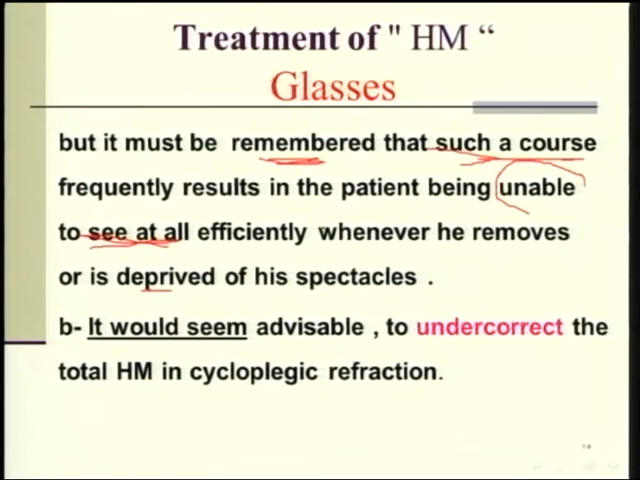 Treatment of " HM “
Glasses
but it must be remembered that such a course
frequently results in the patient being unable
to see at all efficiently whenever he removes
or is deprived of his spectacles .
b- It would seem advisable , to undercorrect the
total HM in cycloplegic refraction.